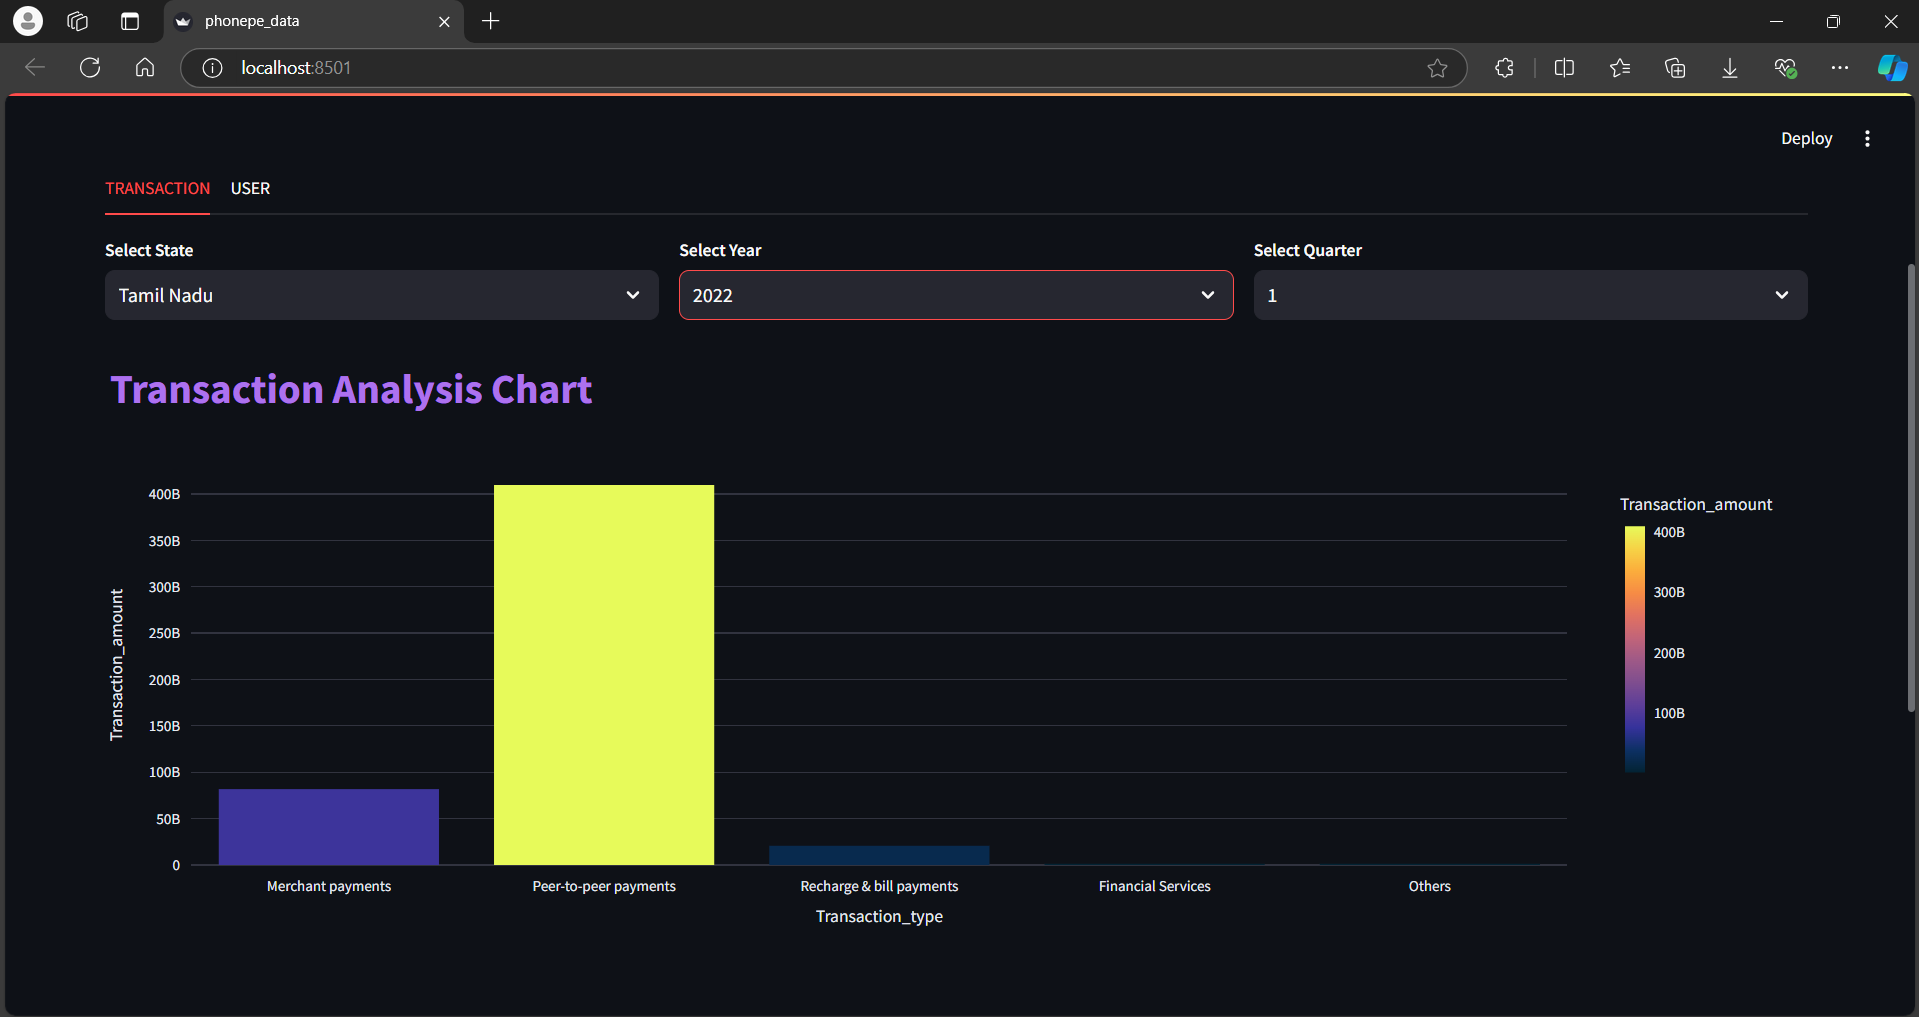 phonepe_data
localhost:8501
Deploy
TRANSACTION USER
Select State Select Year Select Quarter
Tamil Nadu 2022 1
Transaction Analysis Chart
Transaction_amount
400B
350B
300B
250B
200B
150B
100B
50B
0
Merchant payments Peer-to-peer payments Recharge & bill payments Financial Services Others
Transaction_type
Transaction_amount
400B
300B
200B
100B